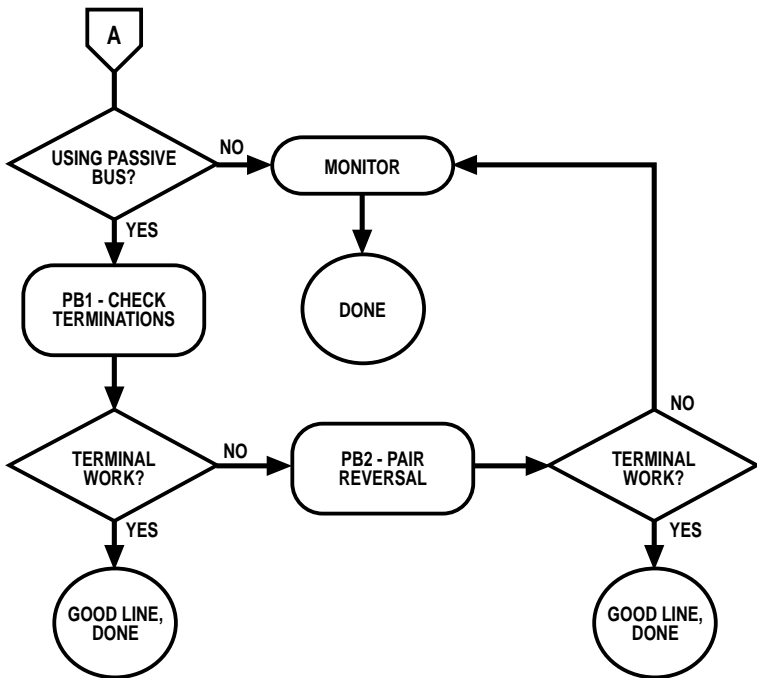 A
USING PASSIVE
BUS?
NO
MONITOR
YES
PB1 - CHECK
TERMINATIONS
DONE
NO
TERMINAL
WORK?
NO
PB2 - PAIR
REVERSAL
TERMINAL
WORK?
YES
YES
GOOD LINE,
DONE
GOOD LINE,
DONE